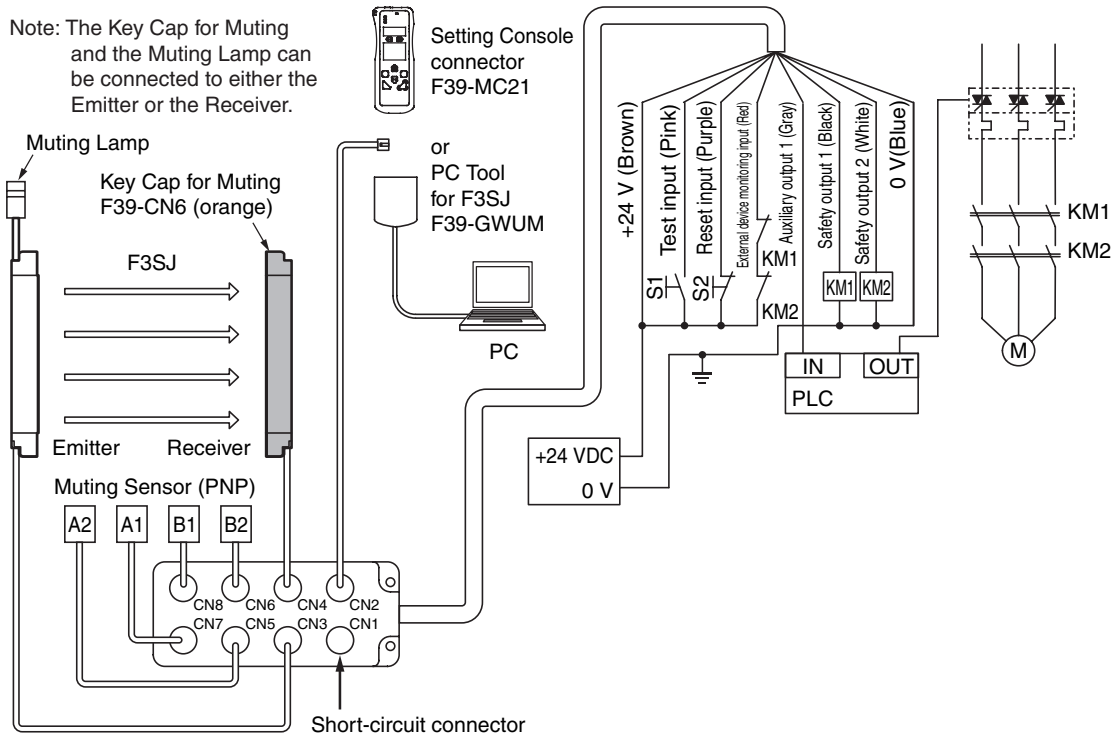 Note: The Key Cap for Muting
and the Muting Lamp can
be connected to either the
Emitter or the Receiver.
Setting Console
connector
F39-MC21
or
PC Tool
for F3SJ
F39-GWUM
PC
Muting Lamp
Key Cap for Muting
F39-CN6 (orange)
F3SJ
Emitter
Receiver
Muting Sensor (PNP)
A2
A1
B1
B2
CN8
CN6
CN4
CN2
CN7
CN5
CN3
CN1
Short-circuit connector
+24 V (Brown)
Test input (Pink)
Reset input (Purple)
External device monitoring input (Red)
Auxiliary output 1 (Gray)
Safety output 1 (Black)
Safety output 2 (White)
0 V(Blue)
S1
S2
KM1
KM2
KM1
KM2
IN
OUT
PLC
+24 VDC
0 V
KM1
KM2
M